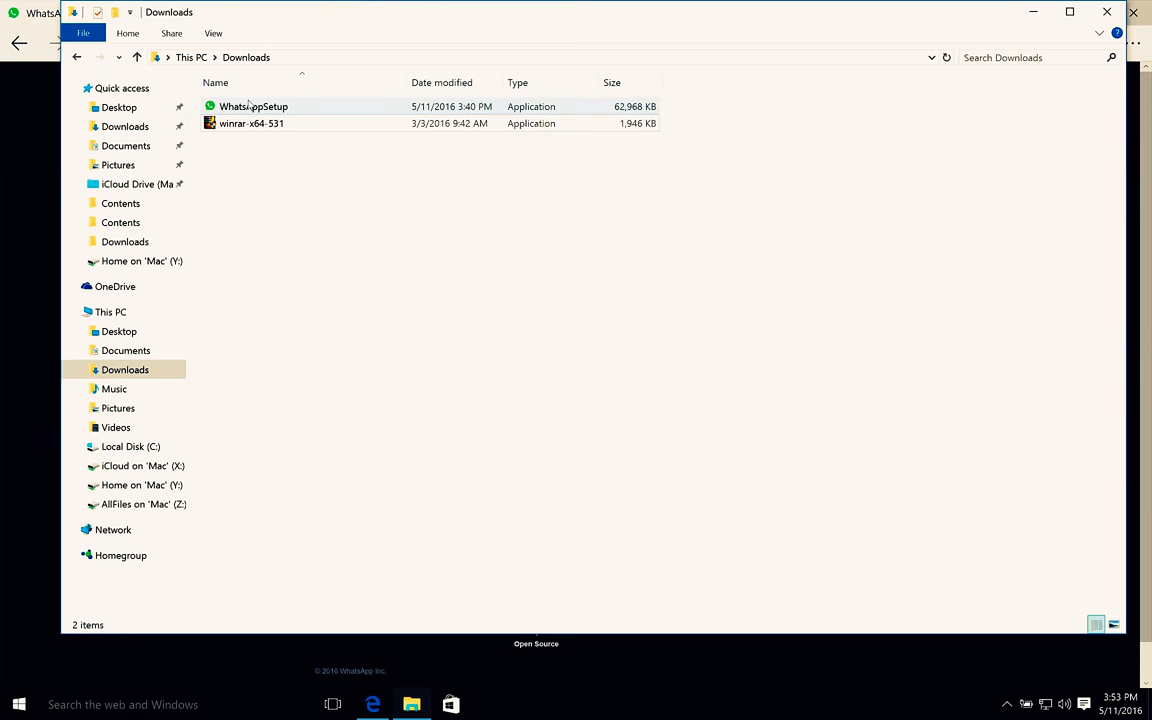 WhatsA
Downloads
File Home Share View
This PC Downloads
Search Downloads
Name Date modified Type Size
WhatsAppSetup 5/11/2016 3:40 PM Application 62,968 KB
winrar-x64-531 3/3/2016 9:42 AM Application 1,946 KB
Quick access
Desktop
Downloads
Documents
Pictures
iCloud Drive (Ma
Contents
Contents
Downloads
Home on 'Mac' (Y:)
OneDrive
This PC
Desktop
Documents
Downloads
Music
Pictures
Videos
Local Disk (C:)
iCloud on 'Mac' (X:)
Home on 'Mac' (Y:)
AllFiles on 'Mac' (Z:)
Network
Homegroup
2 items
Open Source
© 2016 WhatsApp Inc.
Search the web and Windows
3:53 PM
5/11/2016